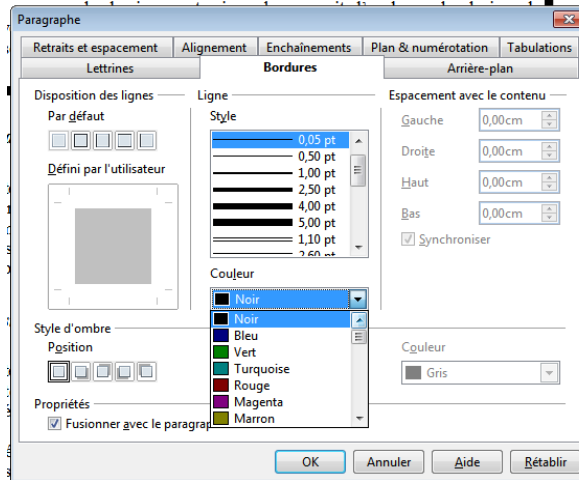 Paragraphe
Retraits et espacement Alignement Enchaînements Plan & numérotation Tabulations
Lettrines Bordures Arrière-plan
Disposition des lignes
Par défaut
Défini par l'utilisateur
Ligne
Style
0,05 pt
0,50 pt
1,00 pt
2,50 pt
4,00 pt
5,00 pt
1,10 pt
2,60 pt
Couleur
Noir
Noir
Bleu
Vert
Turquoise
Rouge
Magenta
Marron
Espacement avec le contenu
Gauche 0,00cm
Droite 0,00cm
Haut 0,00cm
Bas 0,00cm
Synchroniser
Style d'ombre
Position
Couleur
Gris
Propriétés
Fusionner avec le paragrap
OK Annuler Aide Rétablir